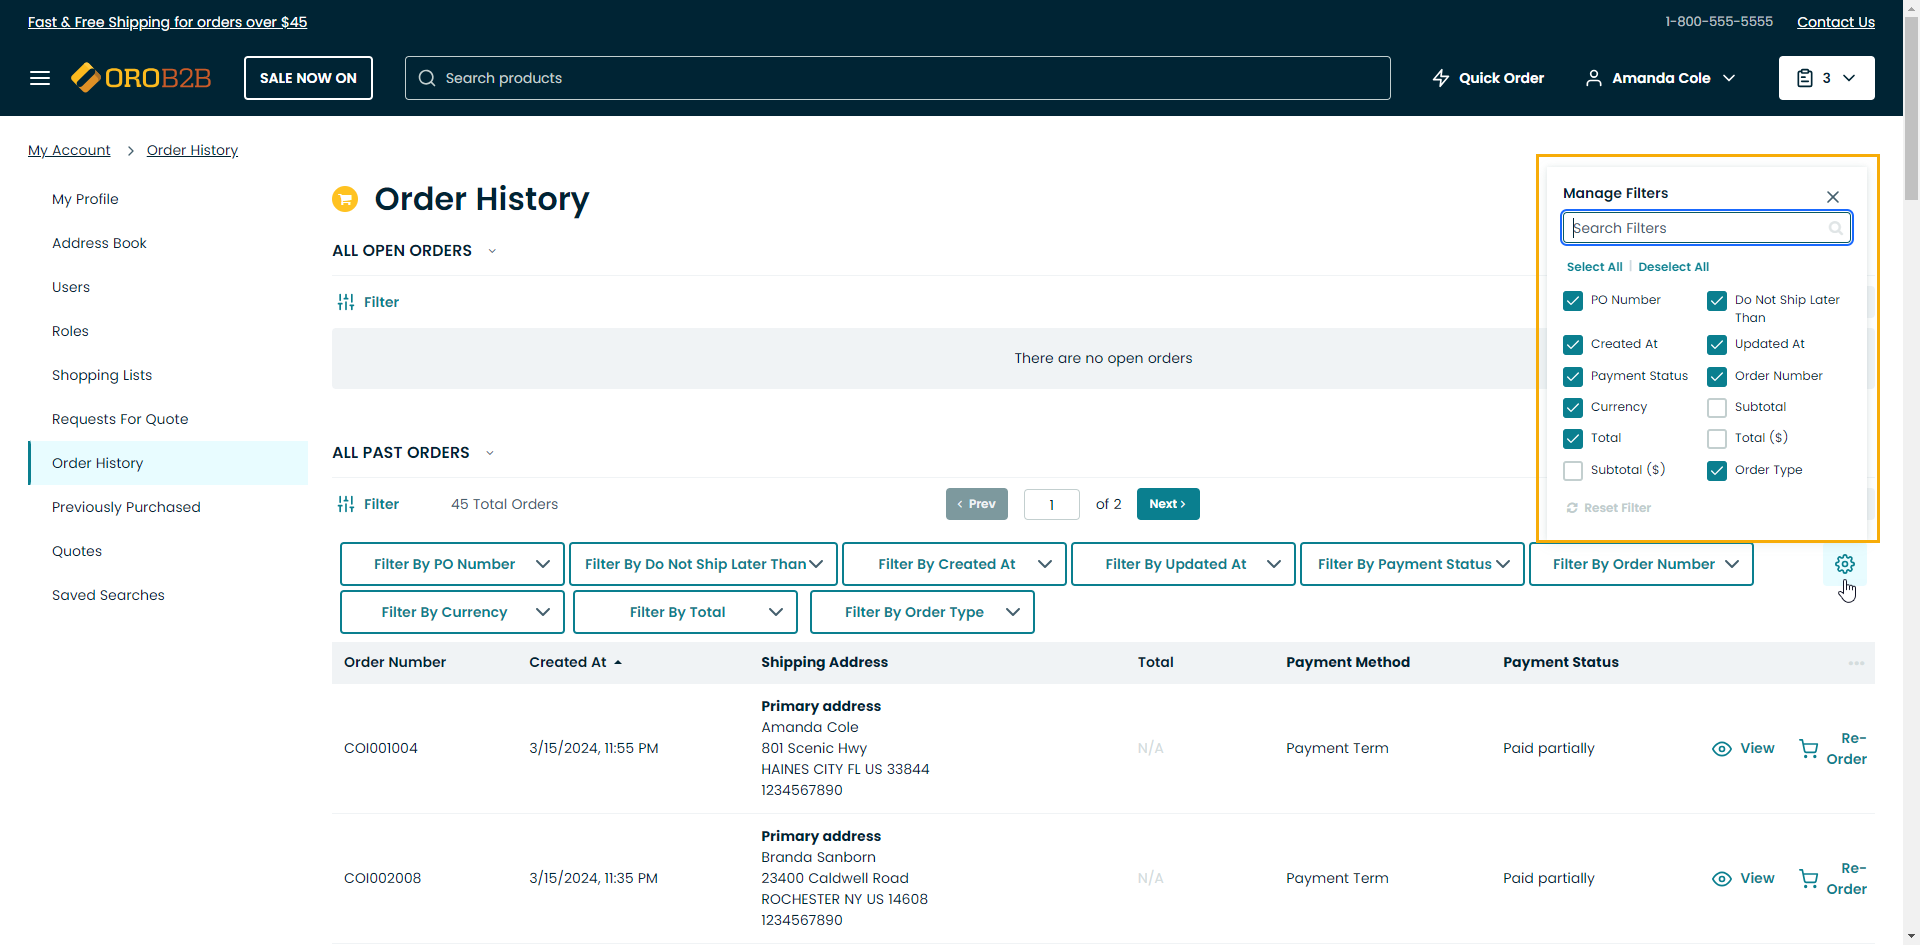 Fast & Free Shipping for orders over $45
1-800-555-5555
Contact Us
OROB2B
SALE NOW ON
Search products
Quick Order
Amanda Cole
3
My Account
Order History
My Profile
Address Book
Users
Roles
Shopping Lists
Requests For Quote
Order History
Previously Purchased
Quotes
Saved Searches
Order History
ALL OPEN ORDERS
Filter
There are no open orders
ALL PAST ORDERS
Filter
45 Total Orders
Prev
1
of 2
Next
Manage Filters
Search Filters
Select All
Deselect All
PO Number
Do Not Ship Later
Than
Created At
Updated At
Payment Status
Order Number
Currency
Subtotal
Total
Total ($)
Subtotal ($)
Order Type
Reset Filter
Filter By PO Number
Filter By Do Not Ship Later Than
Filter By Created At
Filter By Updated At
Filter By Payment Status
Filter By Order Number
Filter By Currency
Filter By Total
Filter By Order Type
Order Number
Created At
Shipping Address
Total
Payment Method
Payment Status
COI001004
3/15/2024, 11:55 PM
Primary address
Amanda Cole
801 Scenic Hwy
HAINES CITY FL US 33844
1234567890
N/A
Payment Term
Paid partially
View
Re-
Order
COI002008
3/15/2024, 11:35 PM
Primary address
Branda Sanborn
23400 Caldwell Road
ROCHESTER NY US 14608
1234567890
N/A
Payment Term
Paid partially
View
Re-
Order